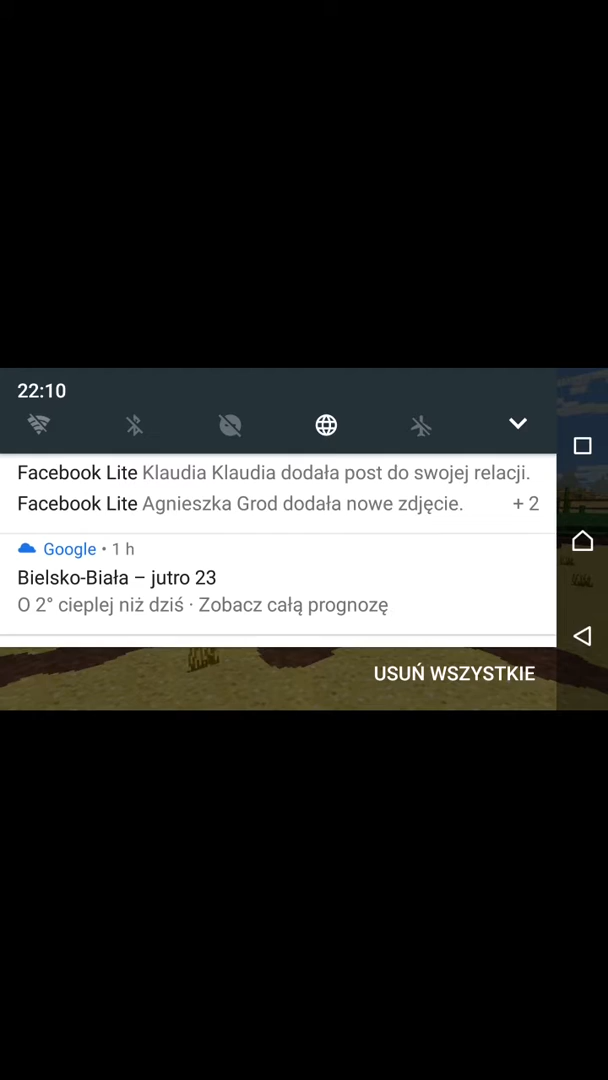 22:10
Facebook Lite Klaudia Klaudia dodała post do swojej relacji.
Facebook Lite Agnieszka Grod dodała nowe zdjęcie. + 2
Google • 1 h
Bielsko-Biała – jutro 23
O 2° cieplej niż dziś · Zobacz całą prognozę
USUŃ WSZYSTKIE